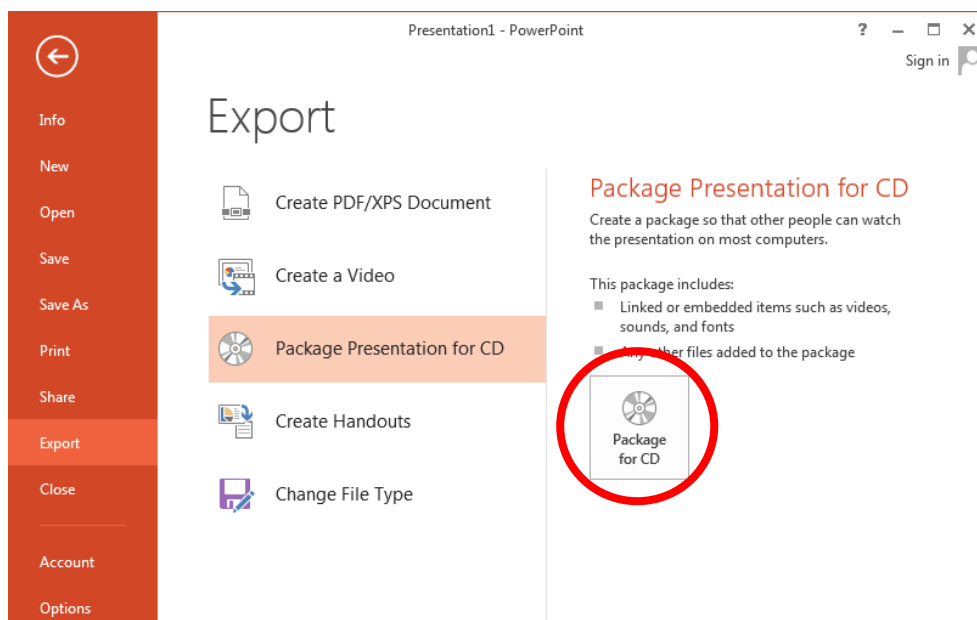 Presentation1 - PowerPoint
?
Sign in
Info
New
Open
Save
Save As
Print
Share
Export
Close
Account
Options
Export
Create PDF/XPS Document
Create a Video
Package Presentation for CD
Create Handouts
Change File Type
Package Presentation for CD
Create a package so that other people can watch
the presentation on most computers.
This package includes:
Linked or embedded items such as videos,
sounds, and fonts
Any other files added to the package
Package
for CD